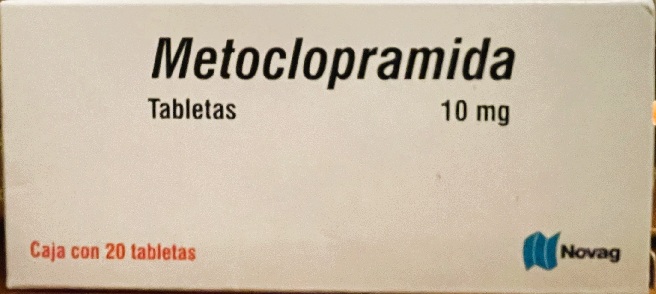 Metoclopramida
Tabletas 10 mg
Caja con 20 tabletas
Novag